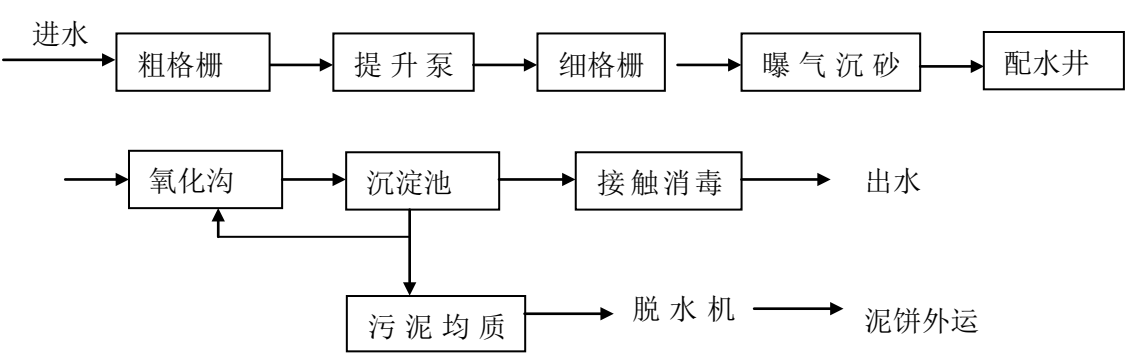 进水
粗格栅
提升泵
细格栅
曝气沉砂
配水井
氧化沟
沉淀池
接触消毒
出水
污泥均质
脱水机
泥饼外运